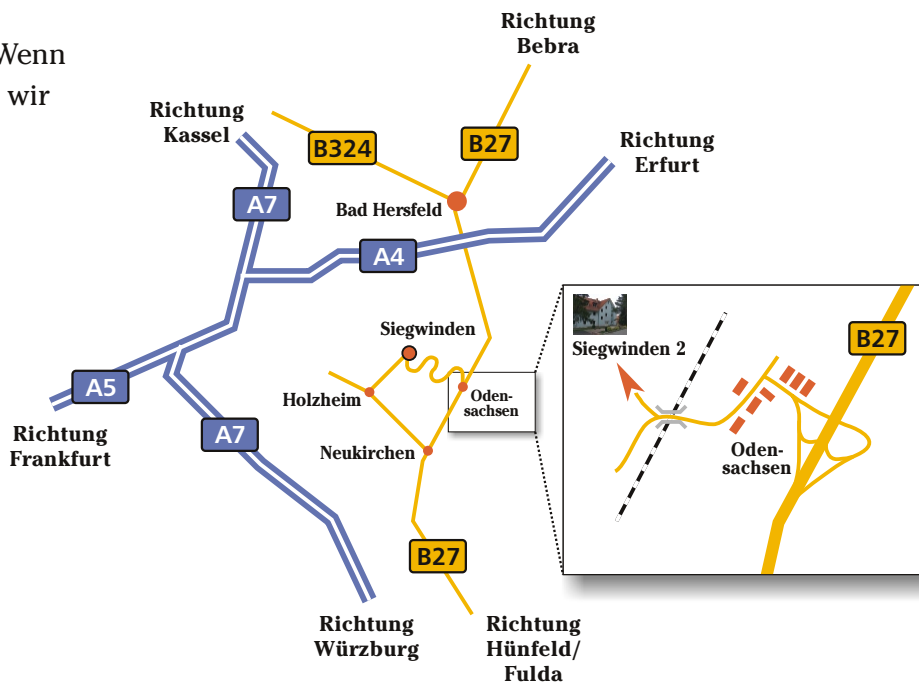 Wenn
wir
Richtung
Bebra
Richtung
Kassel
B324
B27
Richtung
Erfurt
A7
Bad Hersfeld
A4
Siegwinden
A5
Holzheim
Oden-
sachsen
Richtung
Frankfurt
A7
Neukirchen
B27
Richtung
Würzburg
Richtung
Hünfeld/
Fulda
Siegwinden 2
B27
Oden-
sachsen